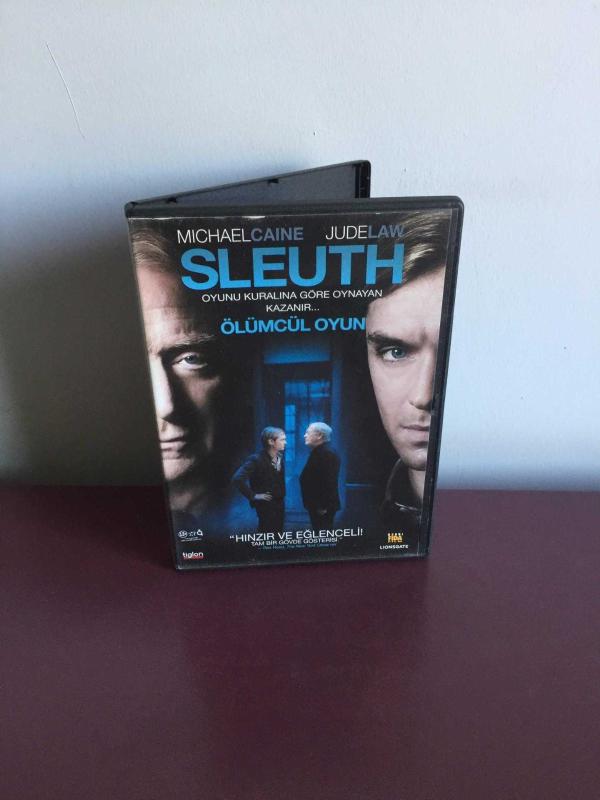 MICHAELCAINE JUDELAW
SLEUTH
OYUNU KURALINA GÖRE OYNAYAN
KAZANIR...
ÖLÜMCÜL OYUN
"HINZIR VE EĞLENCELİ!
TAM BİR GÖVDE GÖSTERİSİ."
tiglon
LIONSGATE